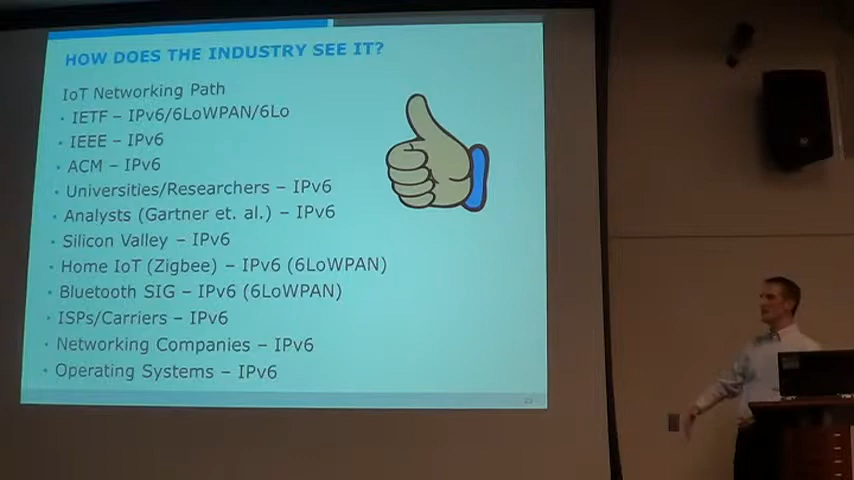 HOW DOES THE INDUSTRY SEE IT?
IoT Networking Path
• IETF – IPv6/6LoWPAN/6Lo
• IEEE – IPv6
• ACM – IPv6
• Universities/Researchers – IPv6
• Analysts (Gartner et. al.) – IPv6
• Silicon Valley – IPv6
• Home IoT (Zigbee) – IPv6 (6LoWPAN)
• Bluetooth SIG – IPv6 (6LoWPAN)
• ISPs/Carriers – IPv6
• Networking Companies – IPv6
• Operating Systems – IPv6